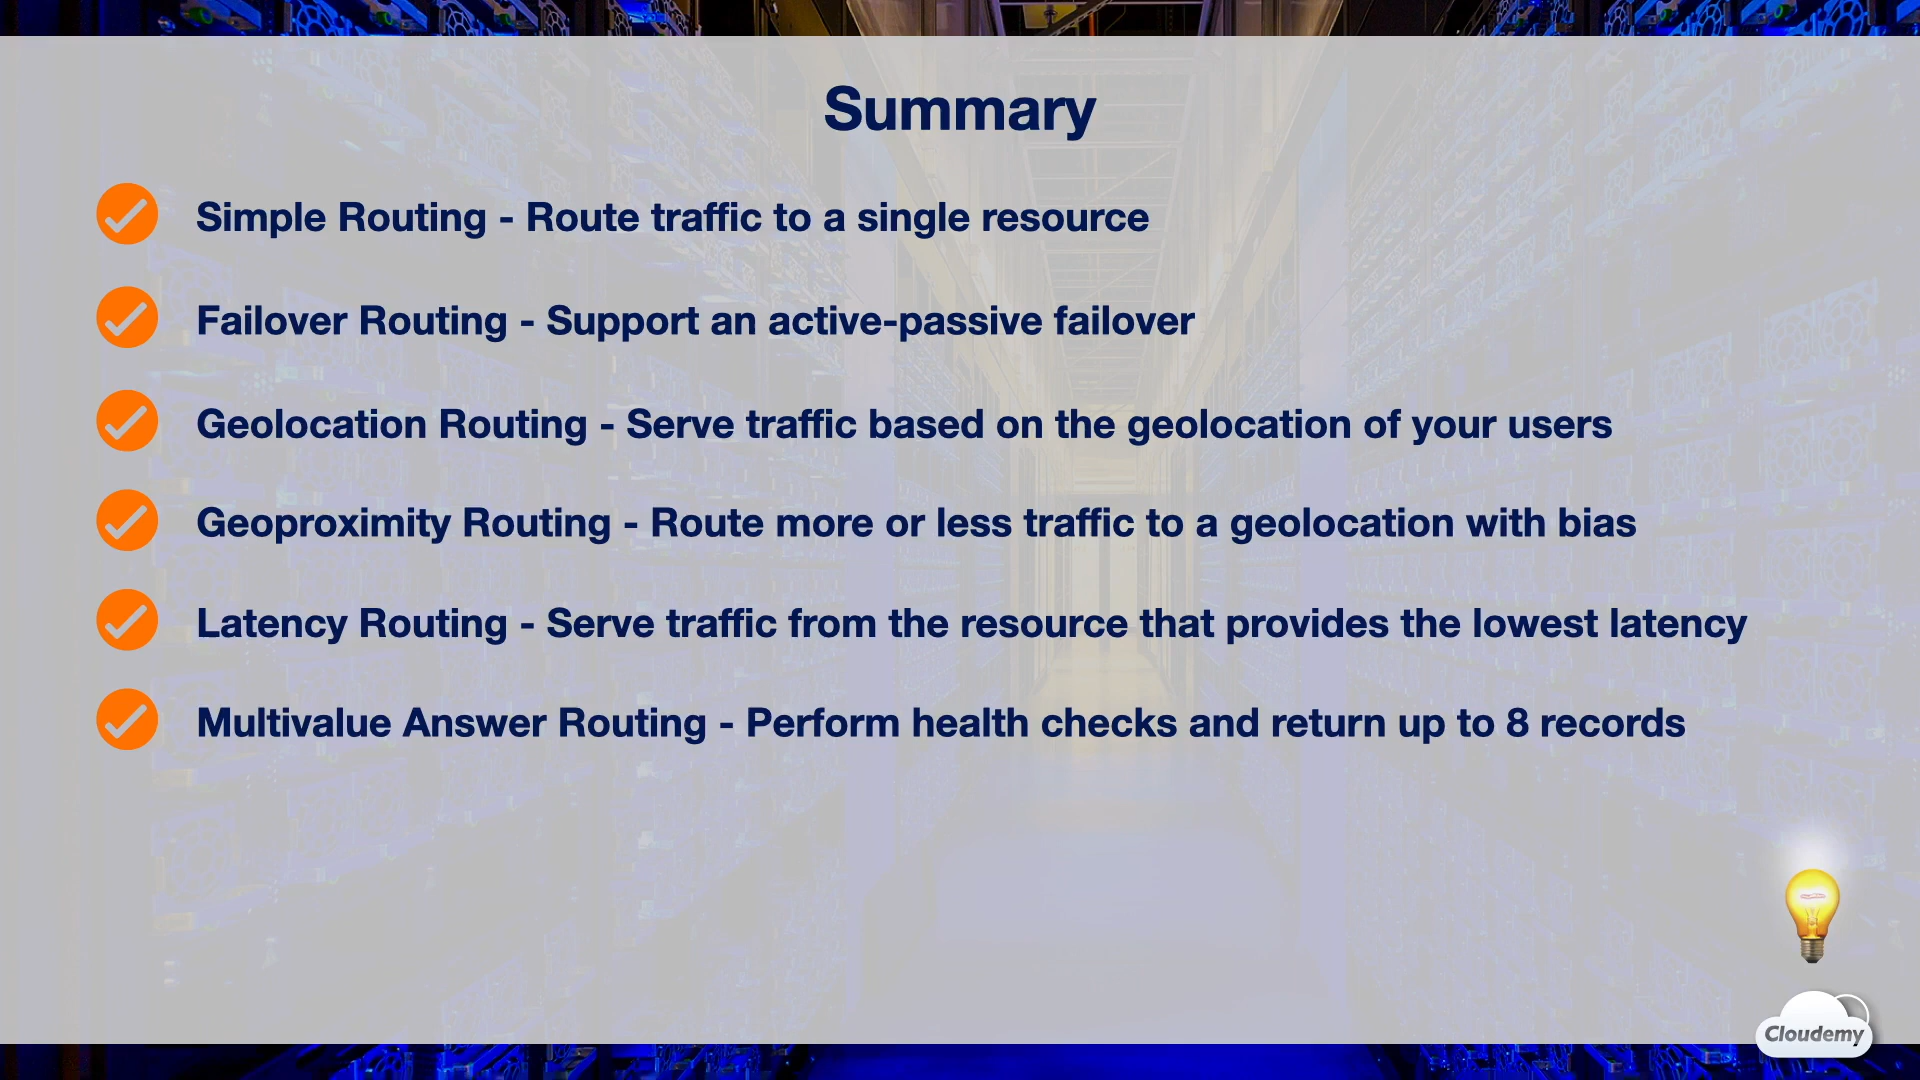 Summary
Simple Routing - Route traffic to a single resource
Failover Routing - Support an active-passive failover
Geolocation Routing - Serve traffic based on the geolocation of your users
Geoproximity Routing - Route more or less traffic to a geolocation with bias
Latency Routing - Serve traffic from the resource that provides the lowest latency
Multivalue Answer Routing - Perform health checks and return up to 8 records
Cloudemy